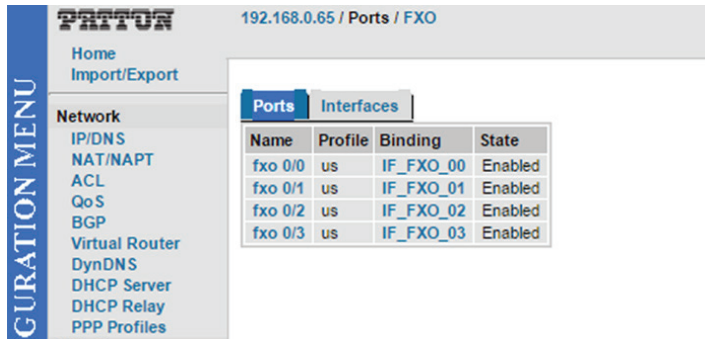 PATTON
192.168.0.65 / Ports / FXO
Home
Import/Export
GURATION MENU
Network
IP/DNS
NAT/NAPT
ACL
QoS
BGP
Virtual Router
DynDNS
DHCP Server
DHCP Relay
PPP Profiles
Ports Interfaces
Name Profile Binding State
fxo 0/0 us IF_FXO_00 Enabled
fxo 0/1 us IF_FXO_01 Enabled
fxo 0/2 us IF_FXO_02 Enabled
fxo 0/3 us IF_FXO_03 Enabled